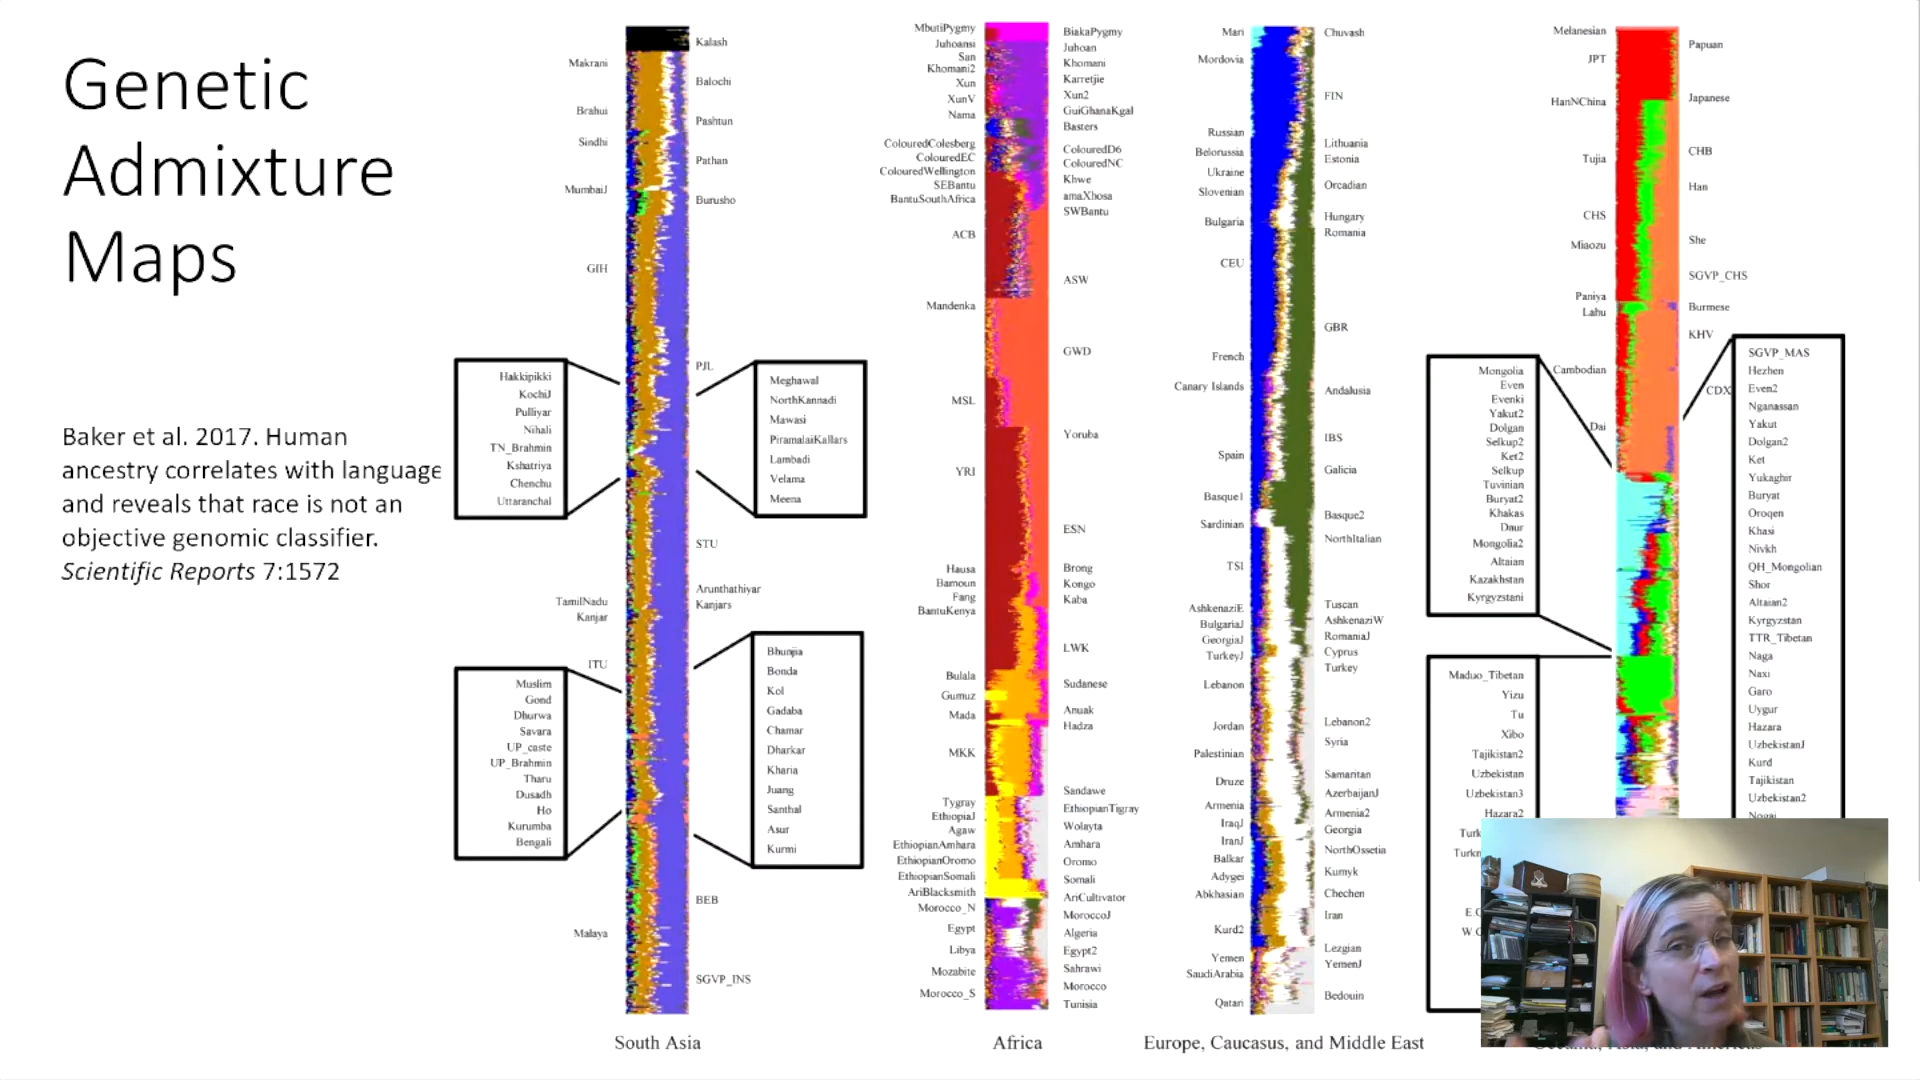 Genetic
Admixture
Maps
Baker et al. 2017. Human
ancestry correlates with language
and reveals that race is not an
objective genomic classifier.
Scientific Reports 7:1572
Kalash
Makrani
Balochi
Brahui
Pashtun
Sindhi
Pathan
MumbaiJ
Burusho
GIH
PJL
Hakkipikki
KochiJ
Pulliyar
Nihali
TN_Brahmin
Kshatriya
Chenchu
Uttaranchal
Meghawal
NorthKannadi
Mawasi
PiramalaiKallars
Lambadi
Velama
Meena
STU
Arunthathiyar
TamilNadu
Kanjars
Kanjar
ITU
Muslim
Gond
Dhurwa
Savara
UP_caste
UP_Brahmin
Tharu
Dusadh
Ho
Kurumba
Bengali
Bhunjia
Bonda
Kol
Gadaba
Chamar
Dharkar
Kharia
Juang
Santhal
Asur
Kurmi
BEB
Malaya
SGVP_INS
South Asia
MbutiPygmy
Juhoansi
San
Khomani2
Xun
XunV
Nama
ColouredColesberg
ColouredEC
ColouredWellington
SEBantu
BantuSouthAfrica
ACB
Mandenka
MSL
YRI
Hausa
Bamoun
Fang
BantuKenya
Bulala
Gumuz
Mada
MKK
Tygray
EthiopiaJ
Agaw
EthiopianAmhara
EthiopianOromo
EthiopianSomali
AriBlacksmith
Morocco_N
Egypt
Libya
Mozabite
Morocco_S
BiakaPygmy
Juhoan
Khomani
Karretjie
Xun2
GuiGhanaKgal
Basters
ColouredD6
ColouredNC
Khwe
amaXhosa
SWBantu
ASW
GWD
Yoruba
ESN
Brong
Kongo
Kaba
LWK
Sudanese
Anuak
Hadza
Sandawe
EthiopianTigray
Wolayta
Amhara
Oromo
Somali
AriCultivator
MoroccoJ
Algeria
Egypt2
Sahrawi
Morocco
Tunisia
Africa
Mari
Mordovia
Russian
Belorussia
Ukraine
Slovenian
Bulgaria
CEU
French
Canary Islands
Spain
Basque1
Sardinian
TSI
AshkenaziE
BulgariaJ
GeorgiaJ
TurkeyJ
Lebanon
Jordan
Palestinian
Druze
Armenia
IraqJ
IranJ
Balkar
Adygei
Abkhasian
Kurd2
Yemen
SaudiArabia
Qatari
Chuvash
FIN
Lithuania
Estonia
Orcadian
Hungary
Romania
GBR
Andalusia
IBS
Galicia
Basque2
NorthItalian
Tuscan
AshkenaziW
RomaniaJ
Cyprus
Turkey
Lebanon2
Syria
Samaritan
AzerbaijanJ
Armenia2
Georgia
NorthOssetia
Kumyk
Chechen
Iran
Lezgian
YemenJ
Bedouin
Europe, Caucasus, and Middle East
Melanesian
JPT
HanNChina
Tujia
CHS
Miaozu
Paniya
Lahu
Cambodian
Dai
Papuan
Japanese
CHB
Han
She
SGVP_CHS
Burmese
KHV
CDX
Mongolia
Even
Evenki
Yakut2
Dolgan
Selkup2
Ket2
Selkup
Tuvinian
Buryat2
Khakas
Daur
Mongolia2
Altaian
Kazakhstan
Kyrgyzstani
Maduo_Tibetan
Yizu
Tu
Xibo
Tajikistan2
Uzbekistan
Uzbekistan3
Hazara2
SGVP_MAS
Hezhen
Even2
Nganassan
Yakut
Dolgan2
Ket
Yukaghir
Buryat
Oroqen
Khasi
Nivkh
QH_Mongolian
Shor
Altaian2
Kyrgyzstan
TTR_Tibetan
Naga
Naxi
Garo
Uygur
Hazara
UzbekistanJ
Kurd
Tajikistan
Uzbekistan2
Nogai